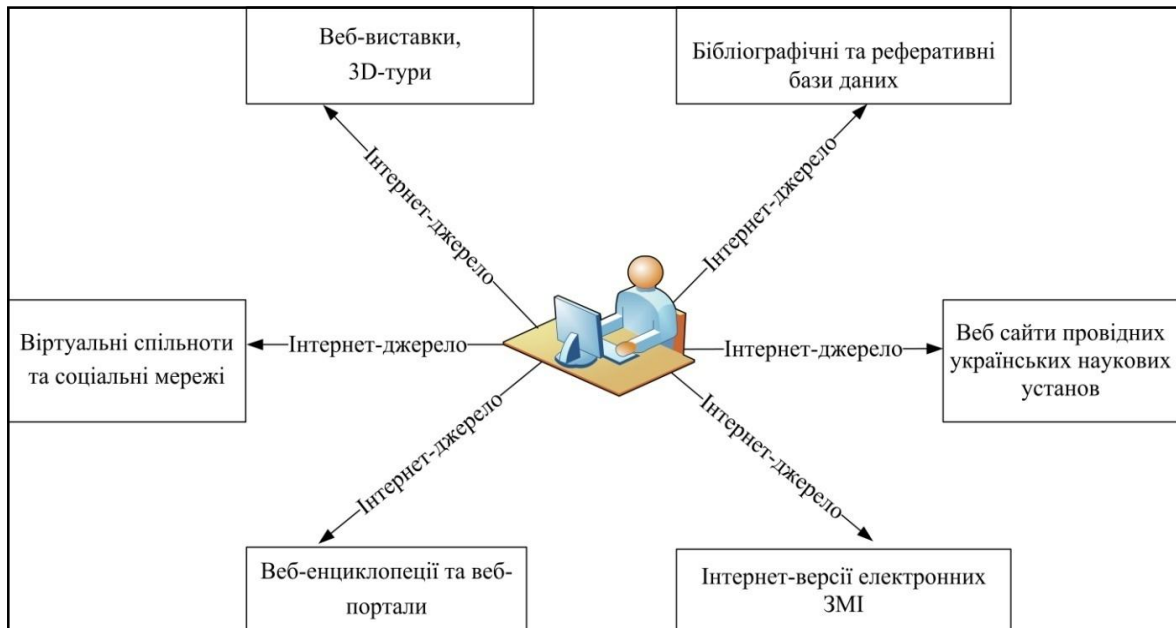 Веб-виставки,
3D-тури
Бібліографічні та реферативні
бази даних
Інтернет-джерело
Інтернет-джерело
Віртуальні спільноти
та соціальні мережі
Інтернет-джерело
Інтернет-джерело
Веб сайти провідних
українських наукових
установ
Інтернет-джерело
Інтернет-джерело
Веб-енциклопеції та веб-
портали
Інтернет-версії електронних
ЗМІ